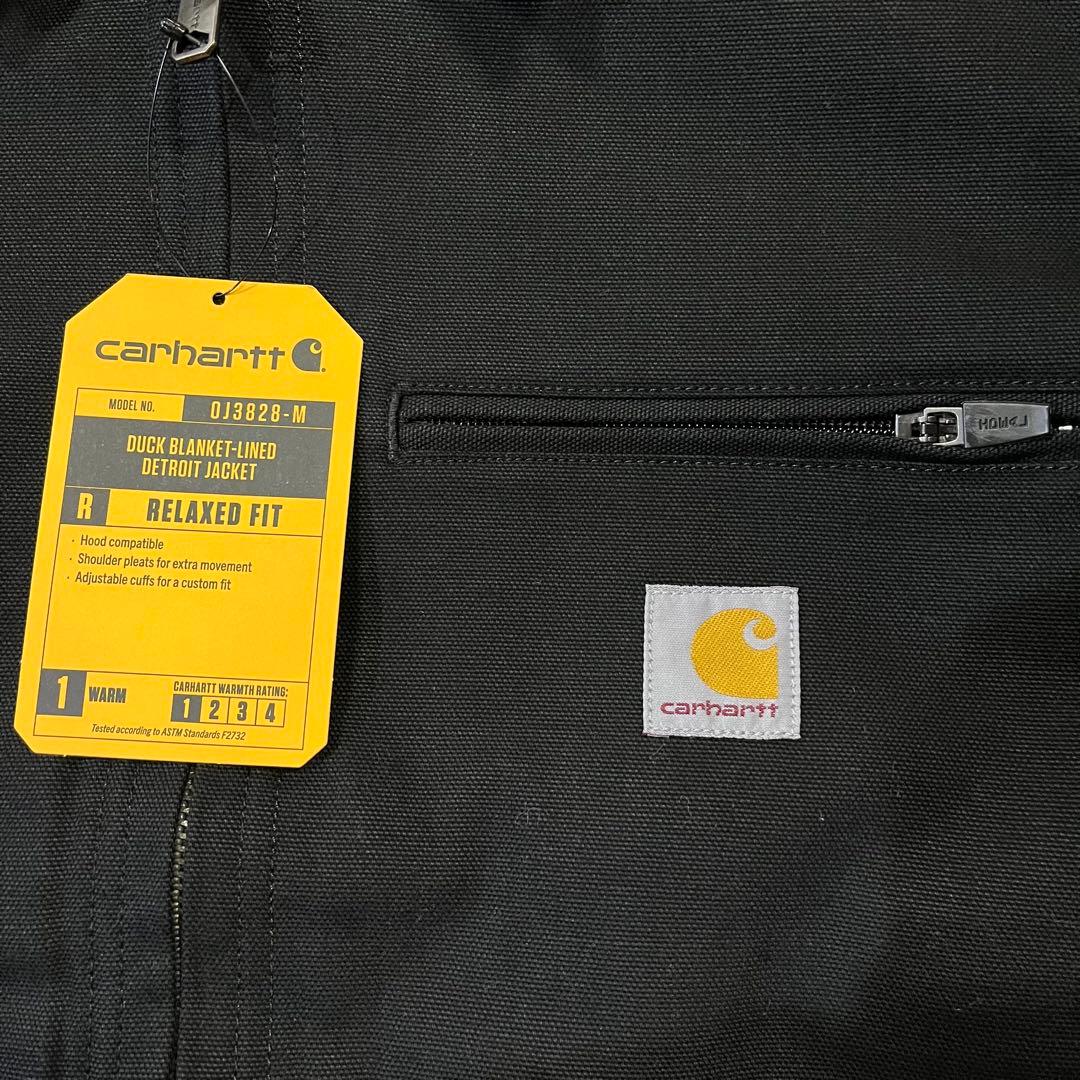 carhartt
MODEL NO. OJ3828-M
DUCK BLANKET-LINED
DETROIT JACKET
R RELAXED FIT
· Hood compatible
· Shoulder pleats for extra movement
· Adjustable cuffs for a custom fit
1 WARM
CARHARTT WARMTH RATING:
1 2 3 4
Tested according to ASTM Standards F2732
carhartt